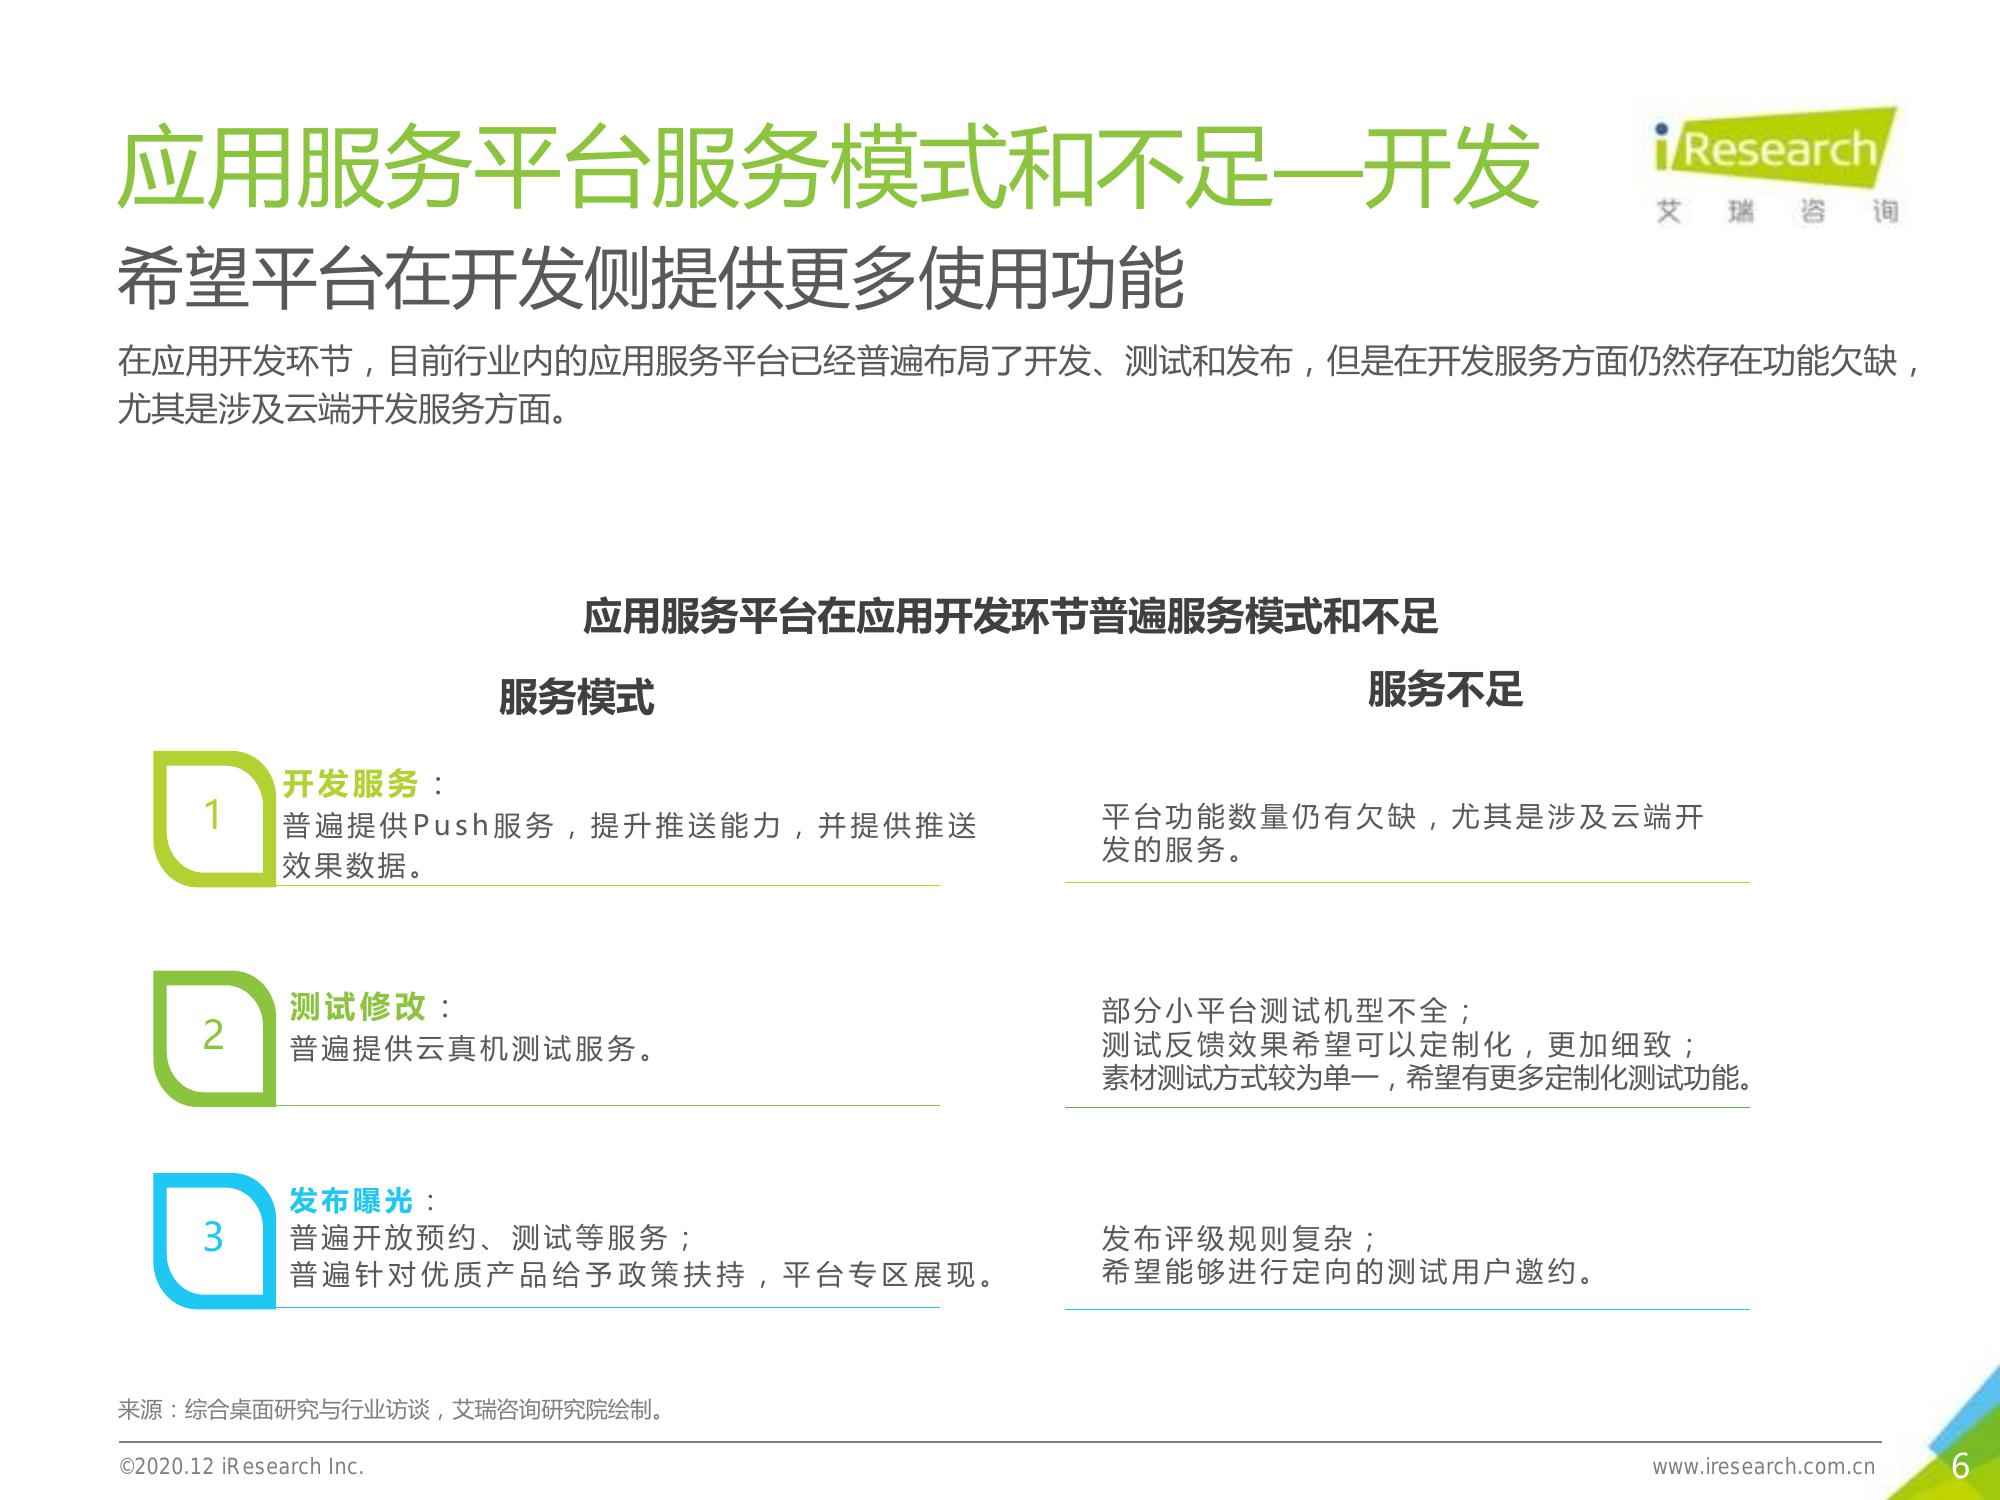 应用服务平台服务模式和不足—开发
iResearch
艾瑞咨询
希望平台在开发侧提供更多使用功能
在应用开发环节，目前行业内的应用服务平台已经普遍布局了开发、测试和发布，但是在开发服务方面仍然存在功能欠缺，
尤其是涉及云端开发服务方面。
应用服务平台在应用开发环节普遍服务模式和不足
服务模式
服务不足
1
开发服务：
普遍提供Push服务，提升推送能力，并提供推送
效果数据。
平台功能数量仍有欠缺，尤其是涉及云端开
发的服务。
2
测试修改：
普遍提供云真机测试服务。
部分小平台测试机型不全；
测试反馈效果希望可以定制化，更加细致；
素材测试方式较为单一，希望有更多定制化测试功能。
3
发布曝光：
普遍开放预约、测试等服务；
普遍针对优质产品给予政策扶持，平台专区展现。
发布评级规则复杂；
希望能够进行定向的测试用户邀约。
来源：综合桌面研究与行业访谈，艾瑞咨询研究院绘制。
©2020.12 iResearch Inc.
www.iresearch.com.cn
6